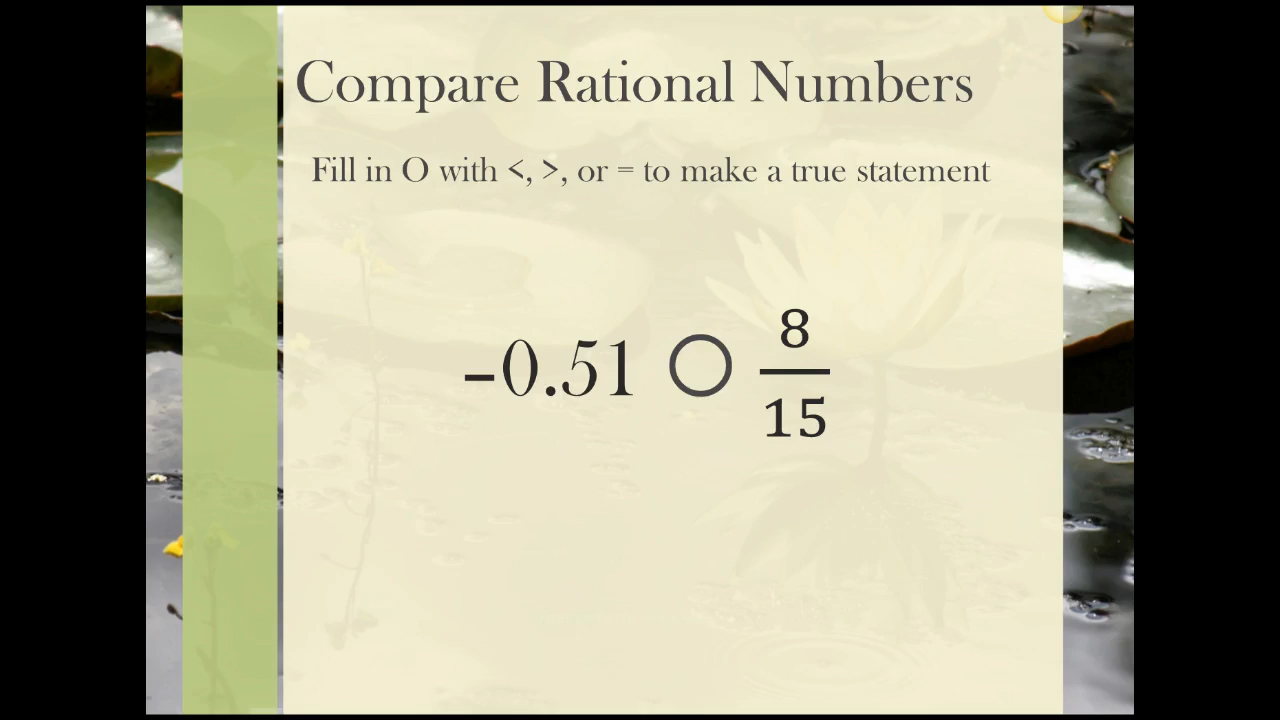 Compare Rational Numbers
Fill in O with <, >, or = to make a true statement
-0.51 ○ 8/15